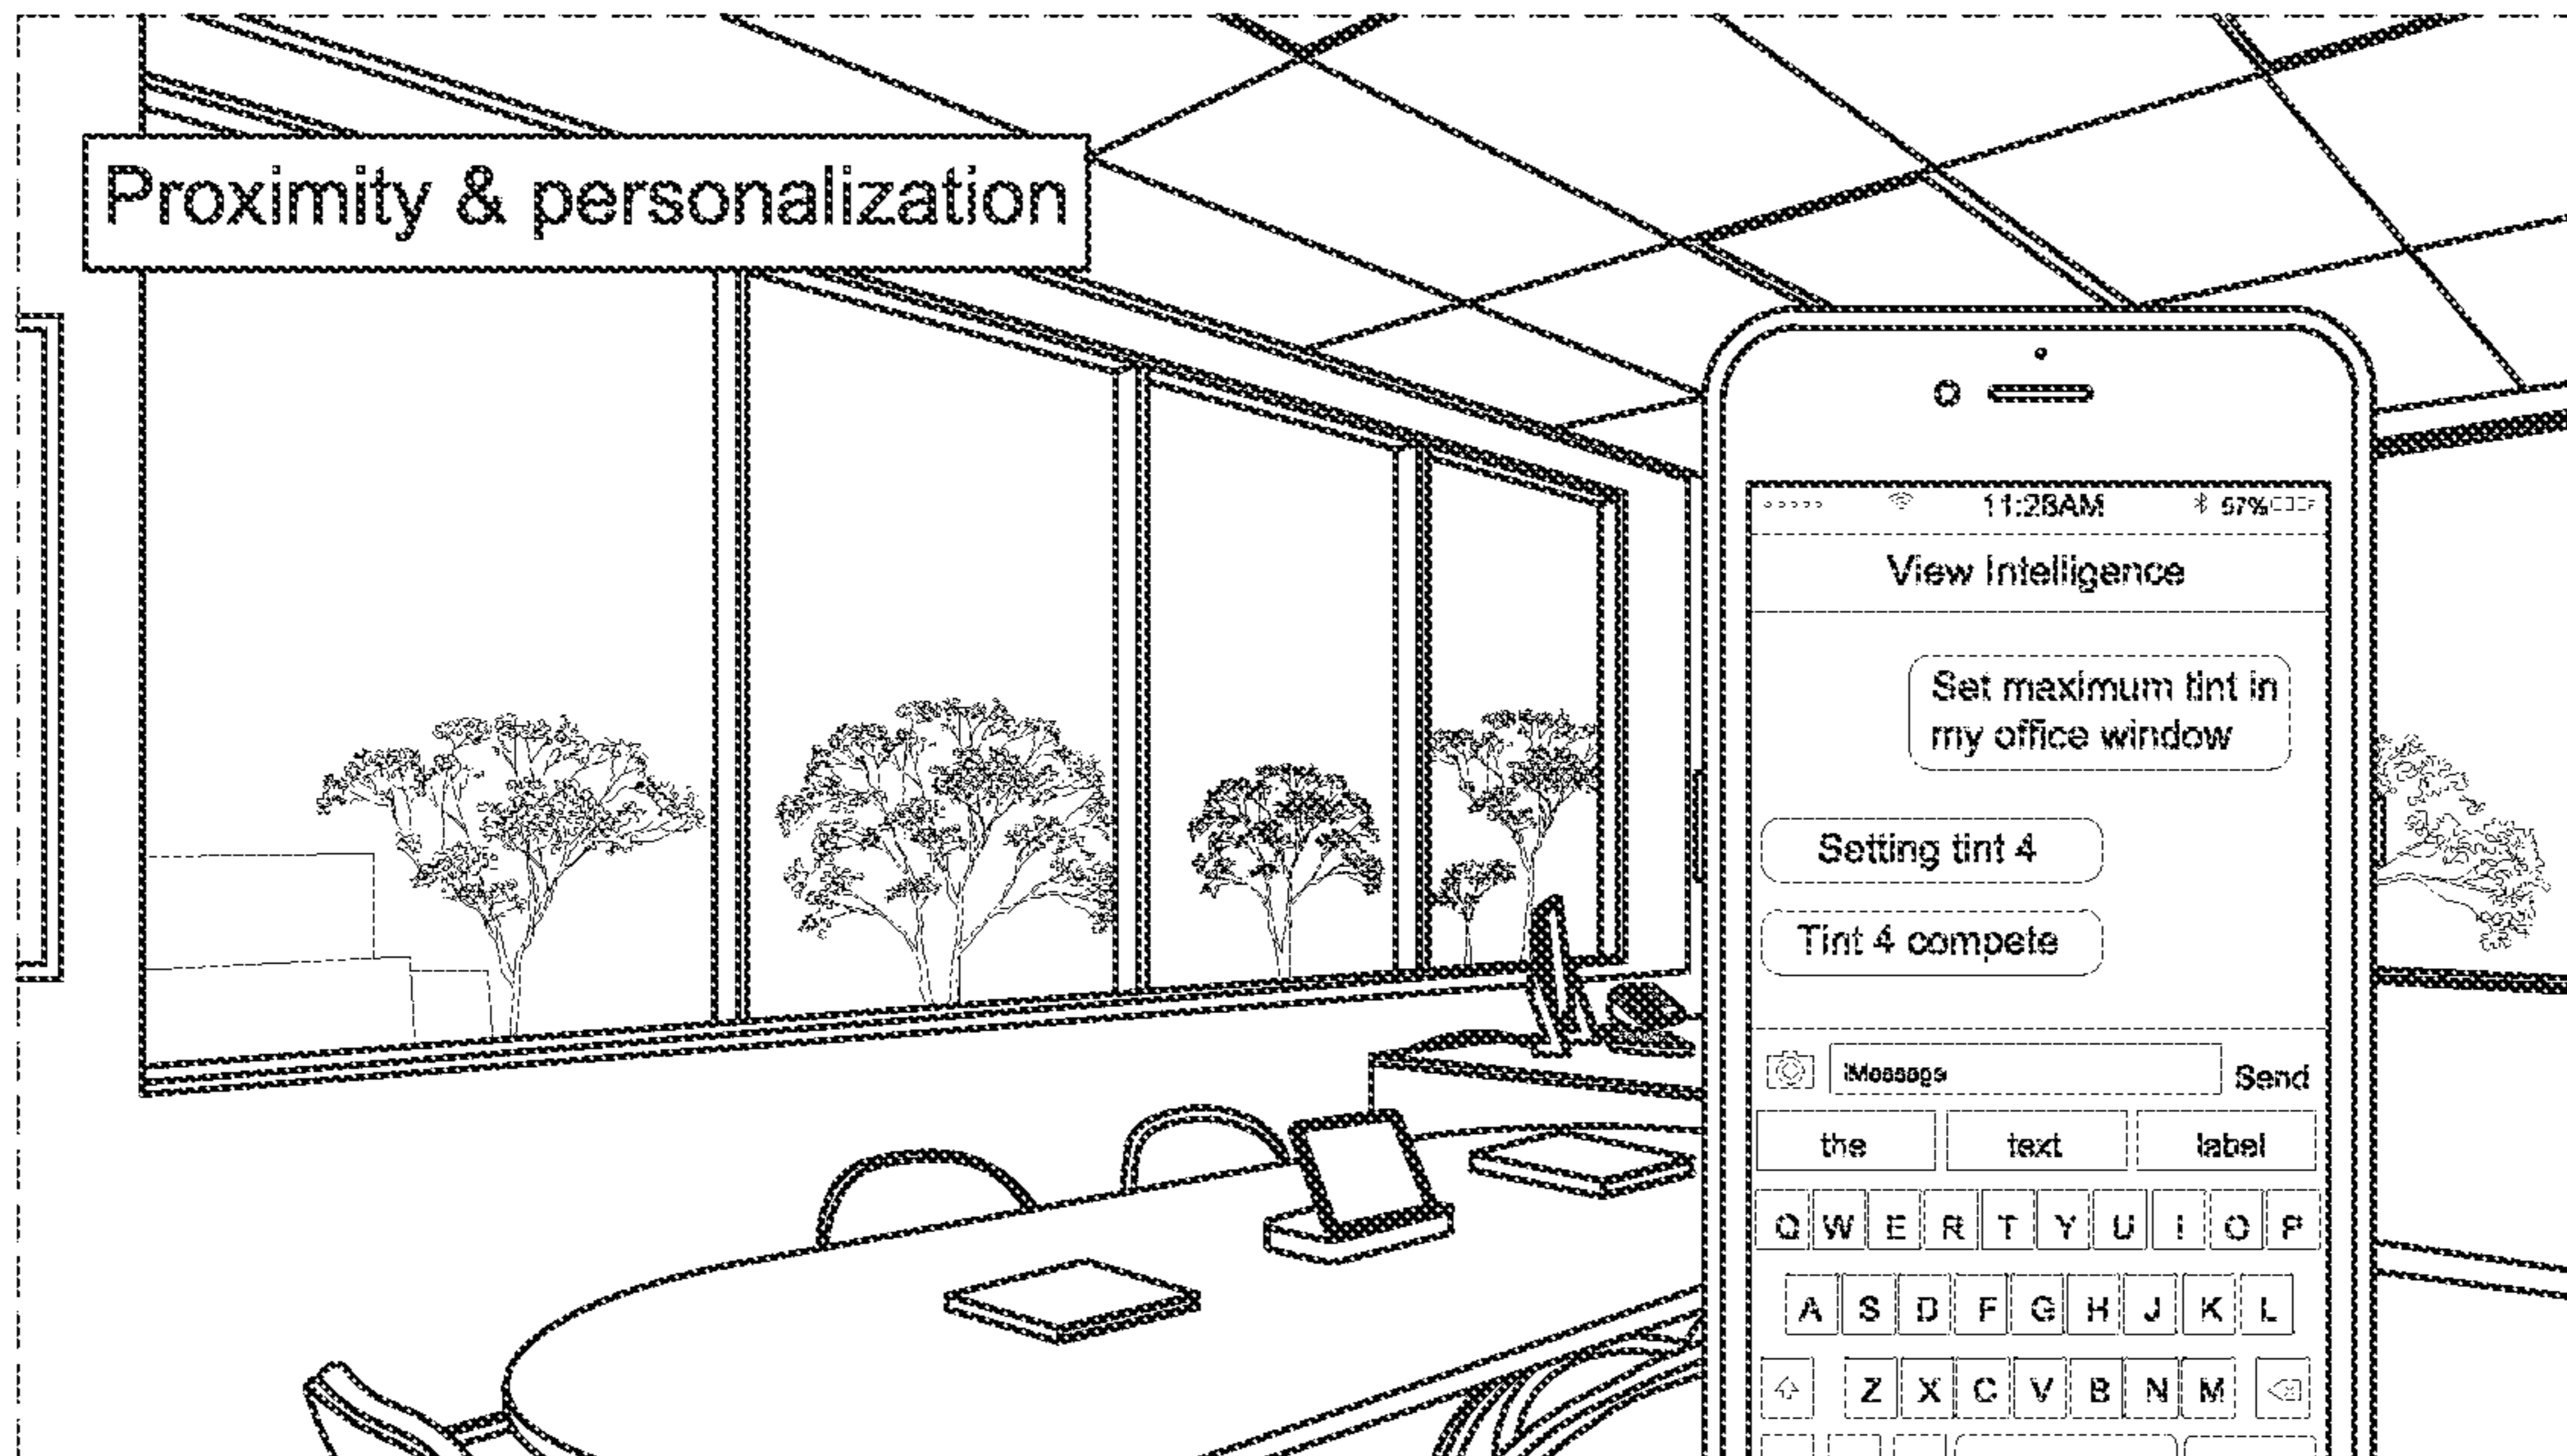 Proximity & personalization
11:28AM 57%
View Intelligence
Set maximum tint in
my office window
Setting tint 4
Tint 4 compete
iMessage Send
the text label
Q W E R T Y U I O P
A S D F G H J K L
Z X C V B N M